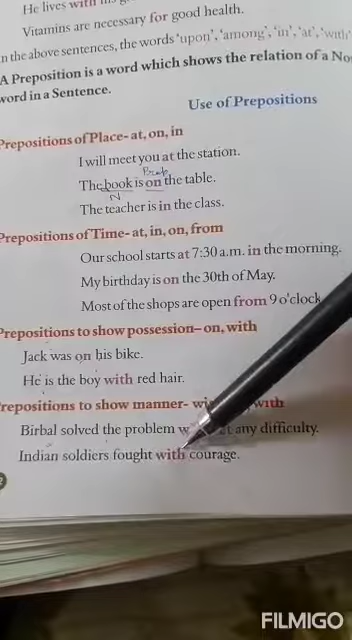 He lives with his
Vitamins are necessary for good health.
In the above sentences, the words 'upon', 'among', 'in', 'at', 'with'
A Preposition is a word which shows the relation of a No
word in a Sentence.
Use of Prepositions
Prepositions of Place- at, on, in
I will meet you at the station.
Prep
The book is on the table.
N
The teacher is in the class.
Prepositions of Time- at, in, on, from
Our school starts at 7:30 a.m. in the morning.
My birthday is on the 30th of May.
Most of the shops are open from 9 o'clock
Prepositions to show possession- on, with
Jack was on his bike.
He is the boy with red hair.
repositions to show manner- with
Birbal solved the problem any difficulty.
Indian soldiers fought with courage.
FILMIGO